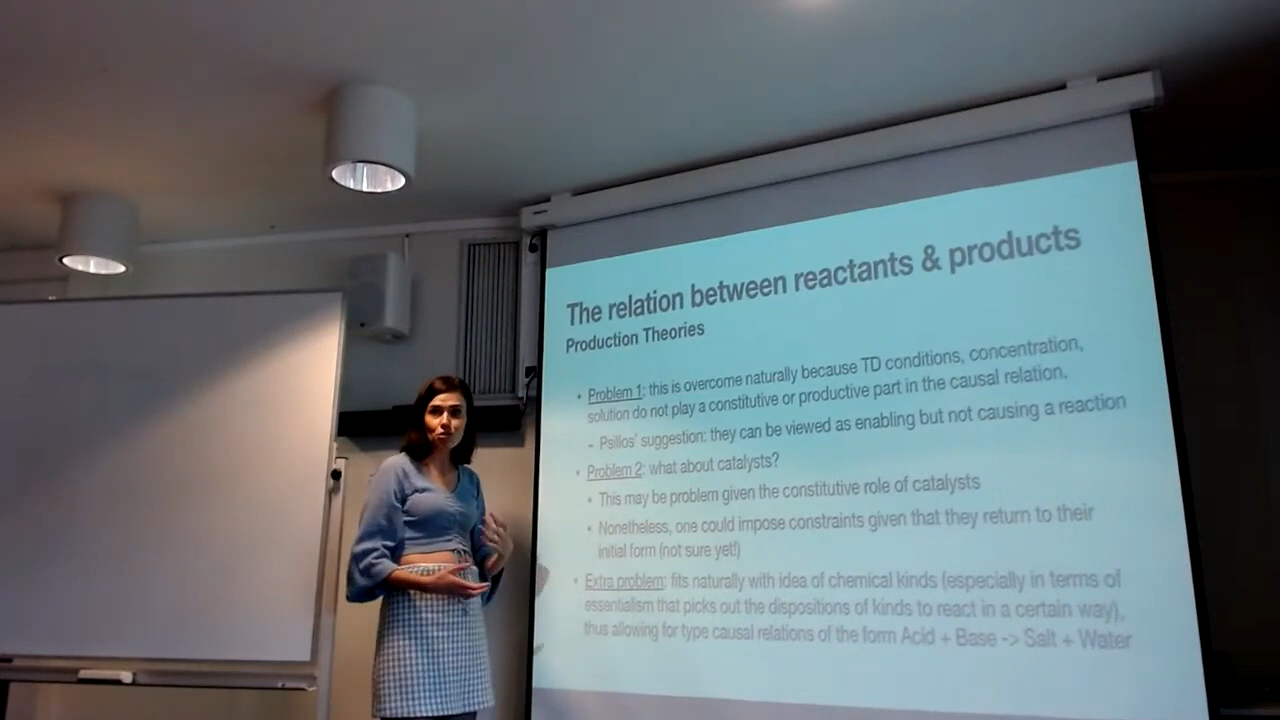 The relation between reactants & products
Production Theories
• Problem 1: this is overcome naturally because TD conditions, concentration,
solution do not play a constitutive or productive part in the causal relation.
- Psillos' suggestion: they can be viewed as enabling but not causing a reaction
• Problem 2: what about catalysts?
• This may be problem given the constitutive role of catalysts
• Nonetheless, one could impose constraints given that they return to their
initial form (not sure yet!)
• Extra problem: fits naturally with idea of chemical kinds (especially in terms of
essentialism that picks out the dispositions of kinds to react in a certain way),
thus allowing for type causal relations of the form Acid + Base -> Salt + Water